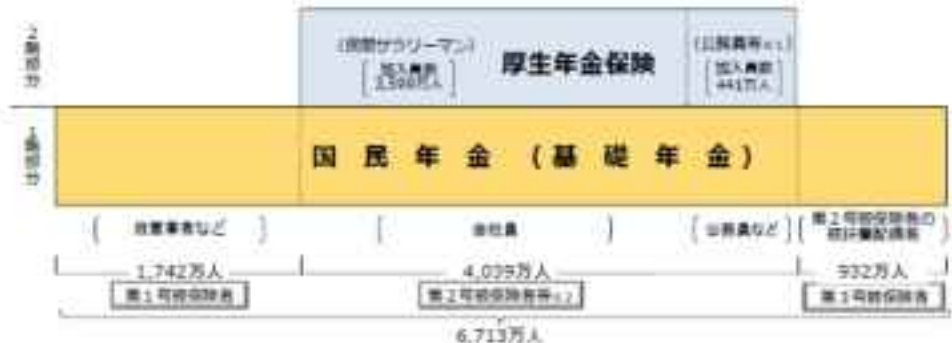 2階部分
(民間サラリーマン)
加入員数
厚生年金保険
(公務員等※1)
加入員数
441万人
1階部分
国民年金(基礎年金)
自営業者など
会社員
公務員など
第2号被保険者の
被扶養配偶者
1,742万人
4,039万人
932万人
第1号被保険者
第2号被保険者等※2
第3号被保険者
6,713万人